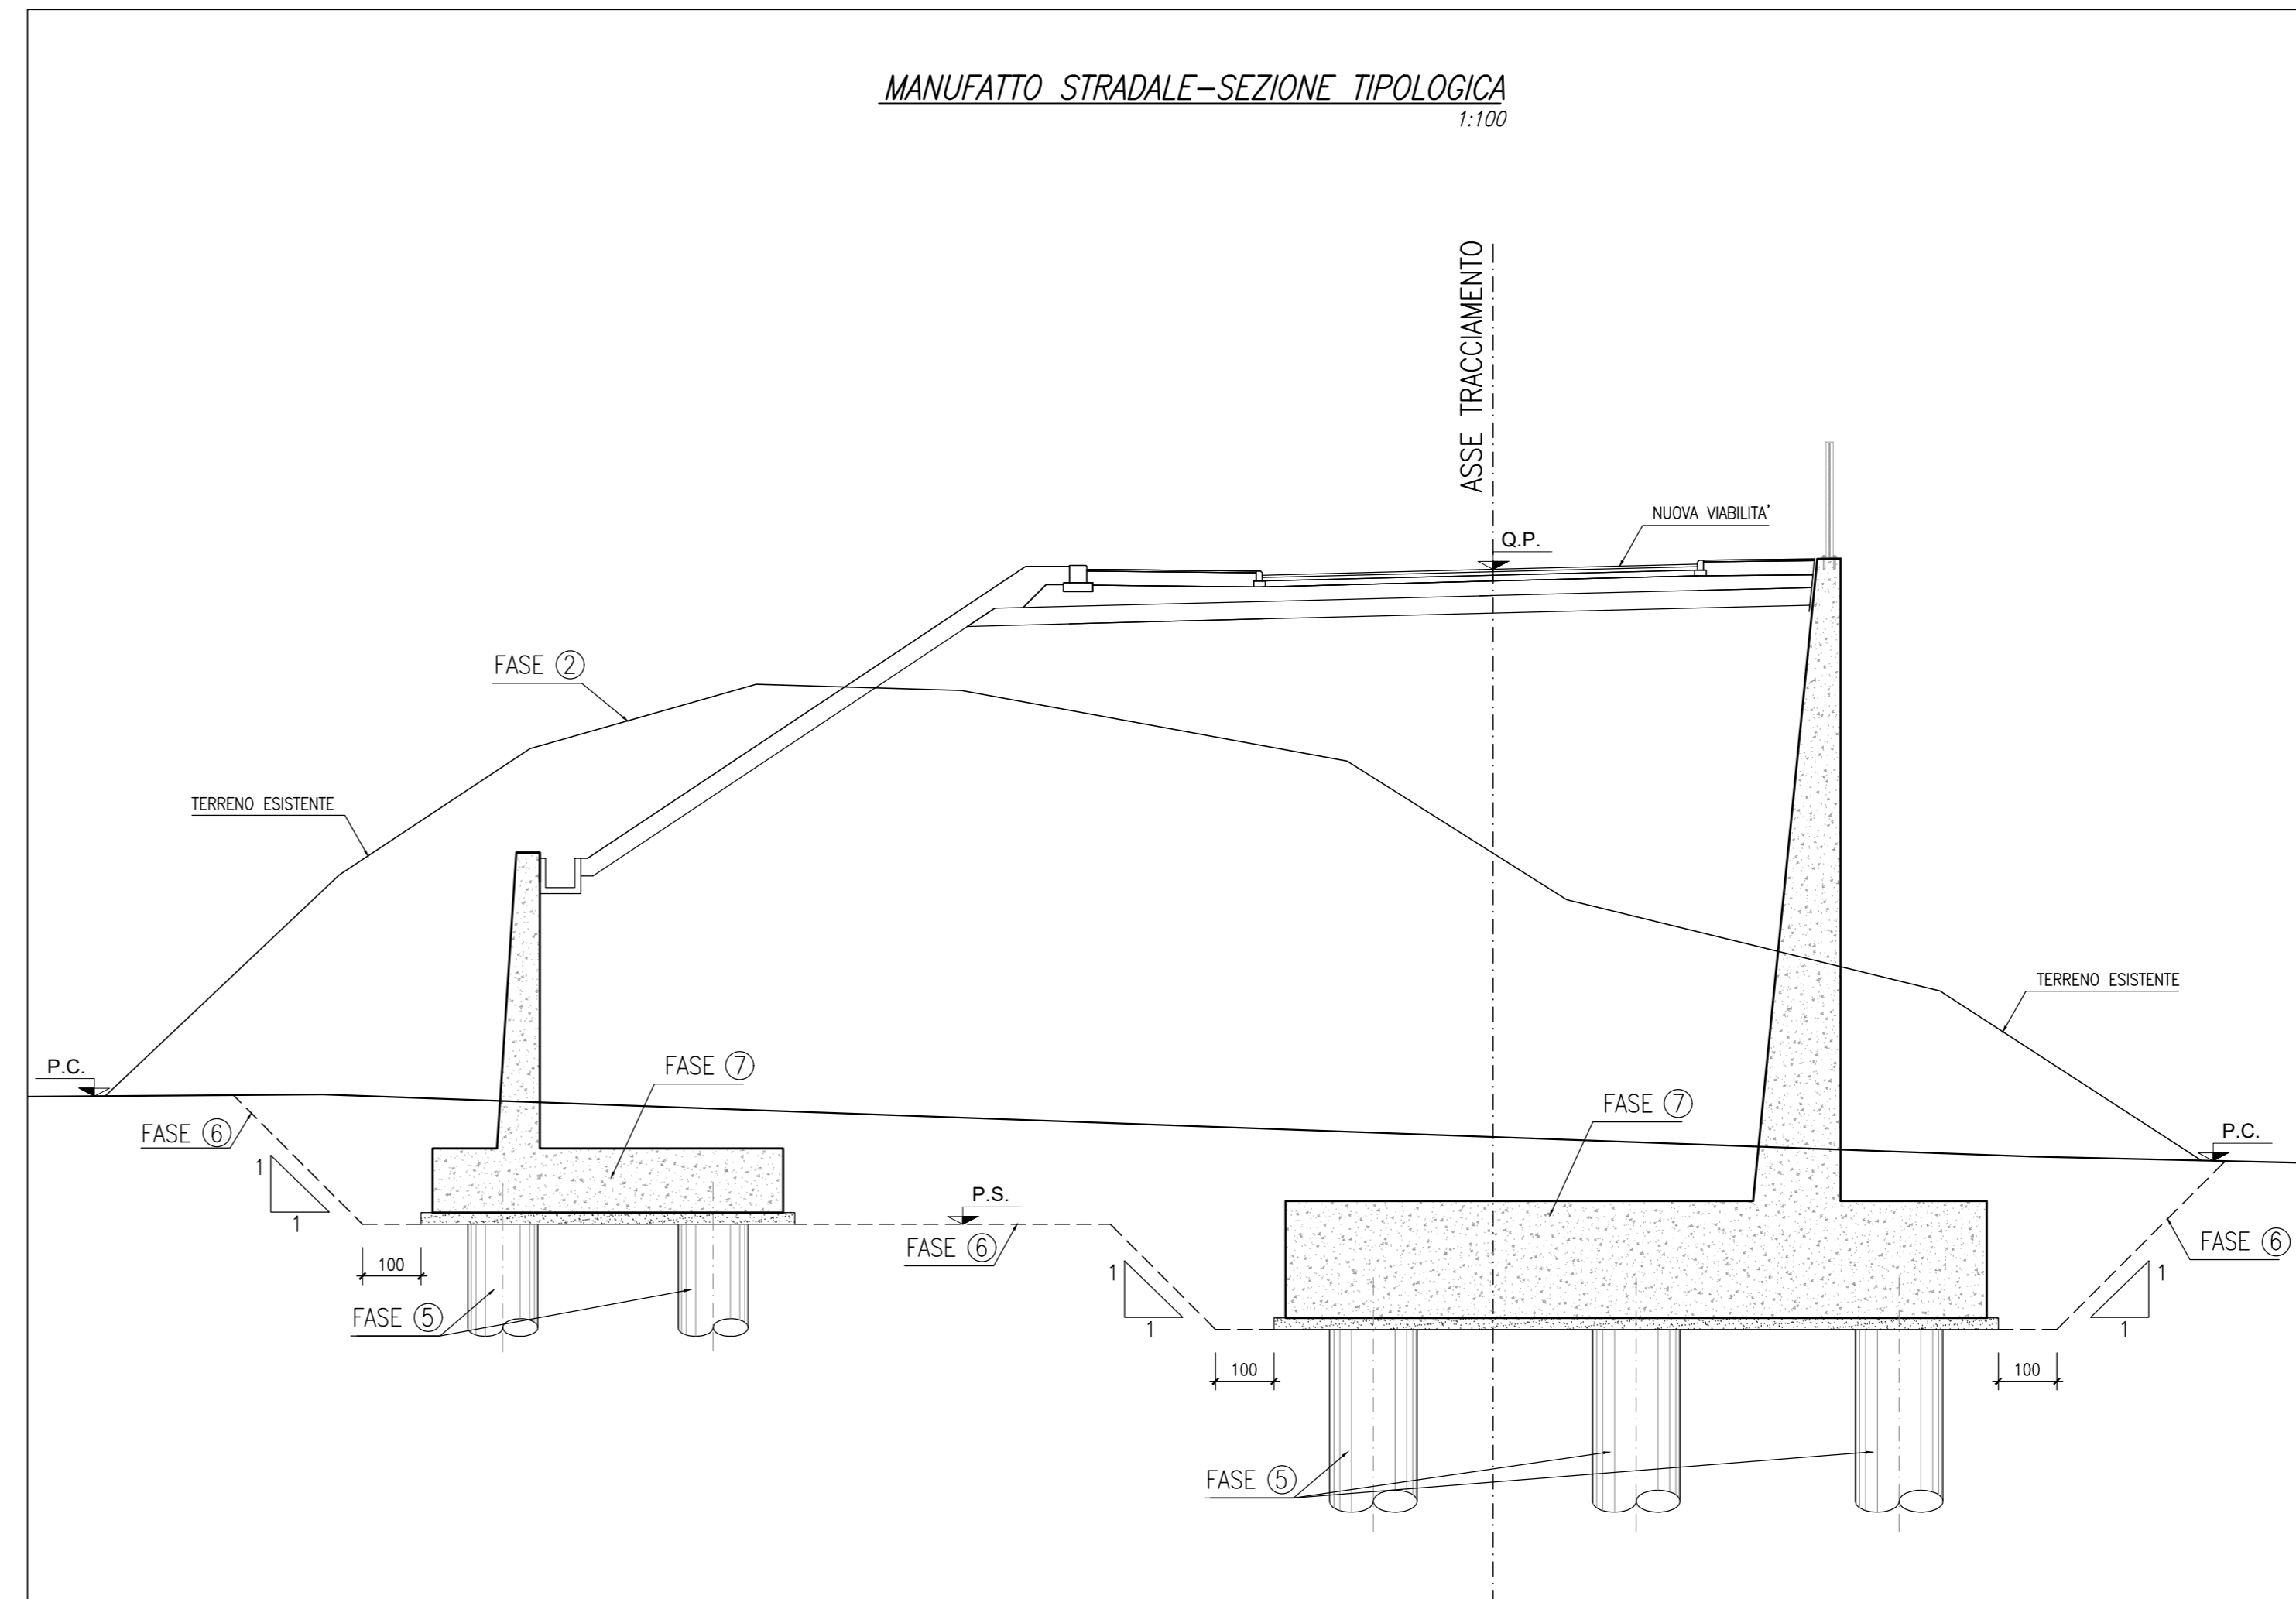 MANUFATTO STRADALE-SEZIONE TIPOLOGICA
1:100
ASSE TRACCIAMENTO
NUOVA VIABILITA'
Q.P.
FASE 2
TERRENO ESISTENTE
TERRENO ESISTENTE
P.C.
FASE 7
FASE 7
FASE 6
P.C.
1
1
P.S.
FASE 6
FASE 6
100
1
1
1
1
FASE 5
100
100
FASE 5